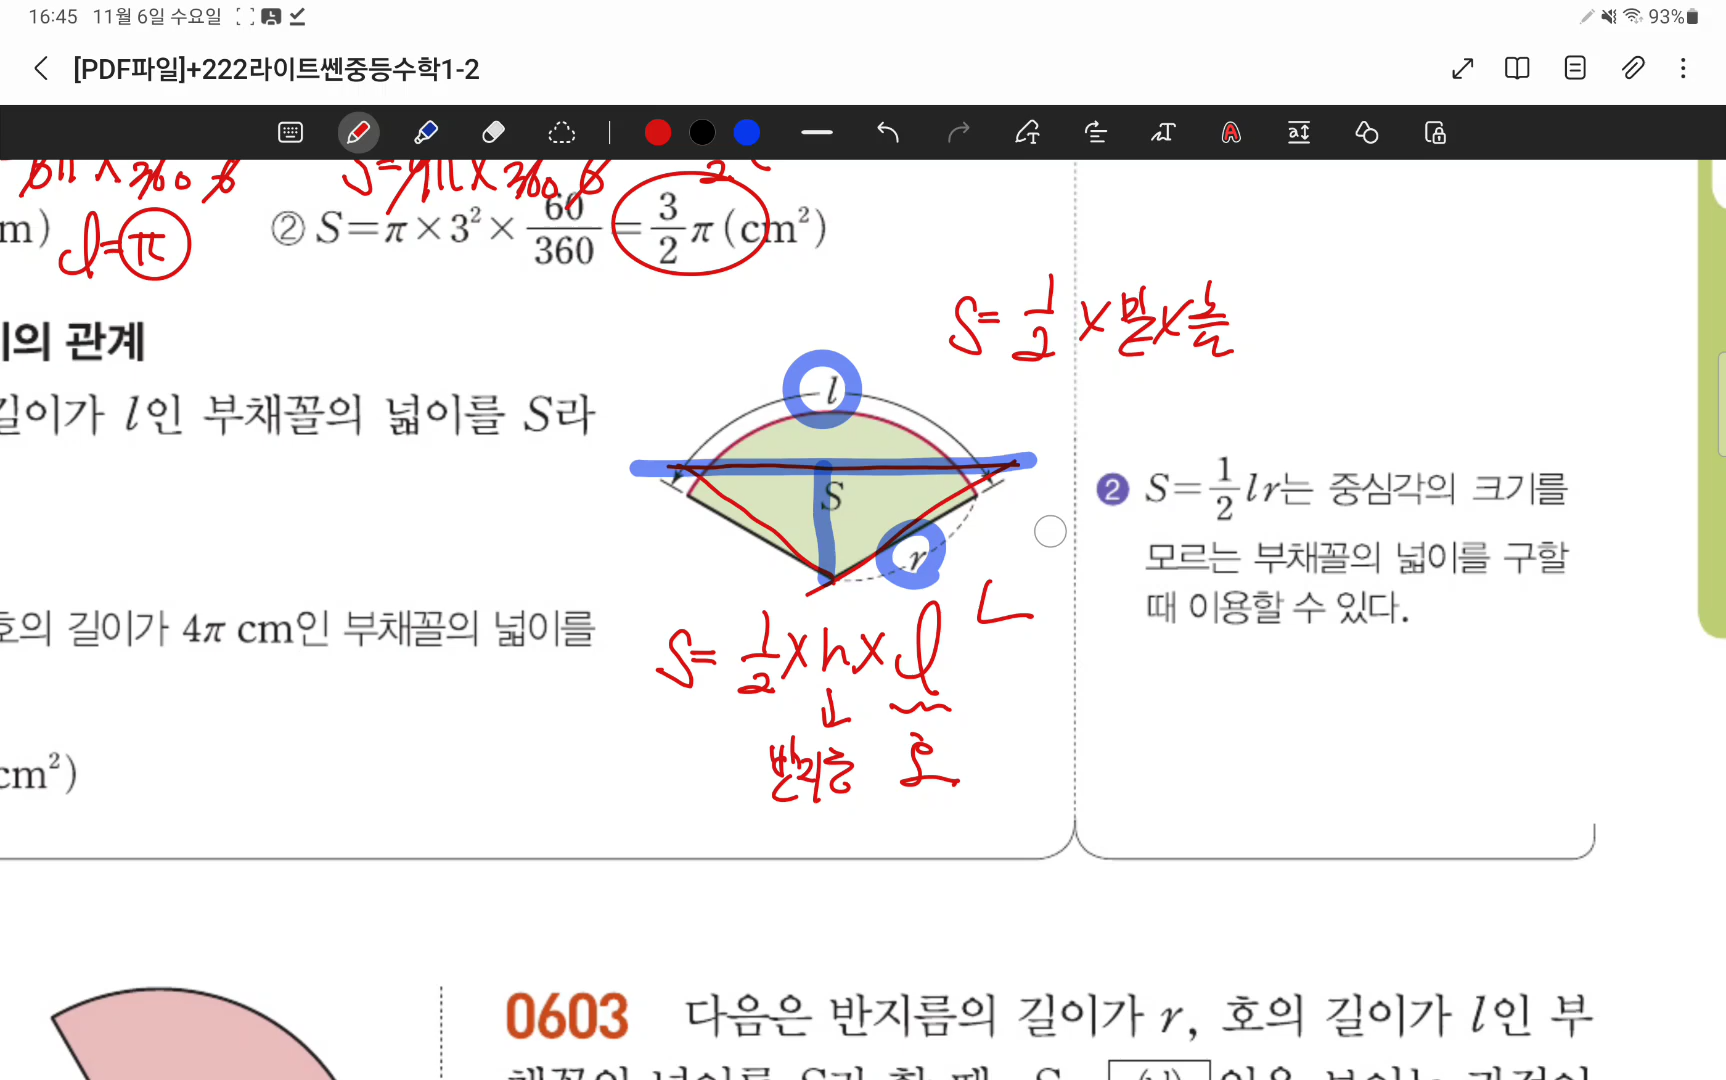 16:45 11월 6일 수요일
93%
[PDF파일]+222라이트쎈중등수학1-2
m) l=π
S=
② S=π×3²×60/360=3/2π(cm²)
S=1/2×밑×높
의 관계
길이가 l인 부채꼴의 넓이를 S라
l
S
r
② S=1/2lr는 중심각의 크기를
모르는 부채꼴의 넓이를 구할
때 이용할 수 있다.
호의 길이가 4π cm인 부채꼴의 넓이를
S=1/2×h×l
반지름 호
cm²)
0603 다음은 반지름의 길이가 r, 호의 길이가 l인 부